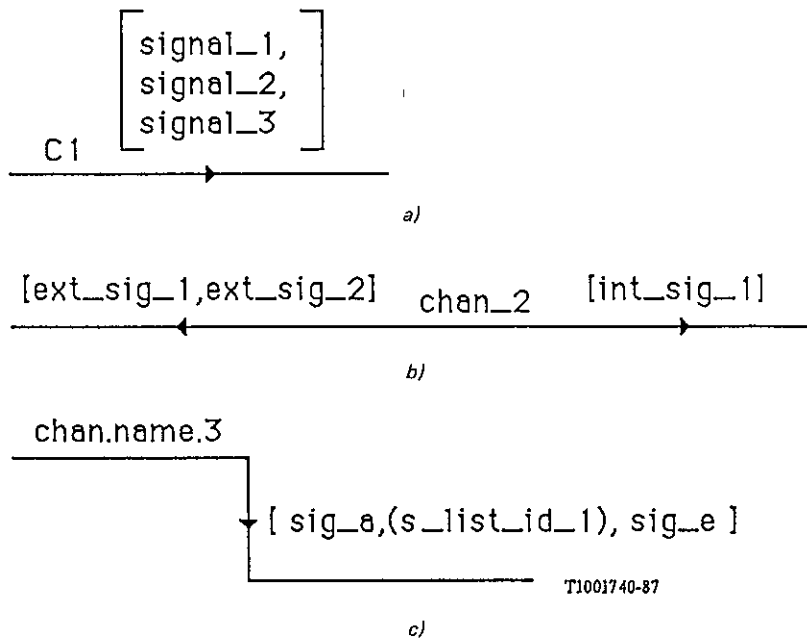 signal_1,
signal_2,
signal_3
C1
a)
[ext_sig_1,ext_sig_2]
chan_2
[int_sig_1]
b)
chan.name.3
[ sig_a,(s_list_id_1), sig_e ]
T1001740-87
c)